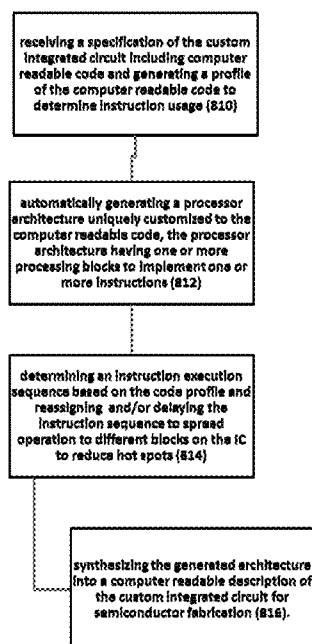 receiving a specification of the custom
integrated circuit including computer
readable code and generating a profile
of the computer readable code to
determine instruction usage (810)
automatically generating a processor
architecture uniquely customized to the
computer readable code, the processor
architecture having one or more
processing blocks to implement one or
more instructions (812)
determining an instruction execution
sequence based on the code profile and
reassigning and/or delaying the
instruction sequence to spread
operation to different blocks on the IC
to reduce hot spots (814)
synthesizing the generated architecture
into a computer readable description of
the custom integrated circuit for
semiconductor fabrication (816).